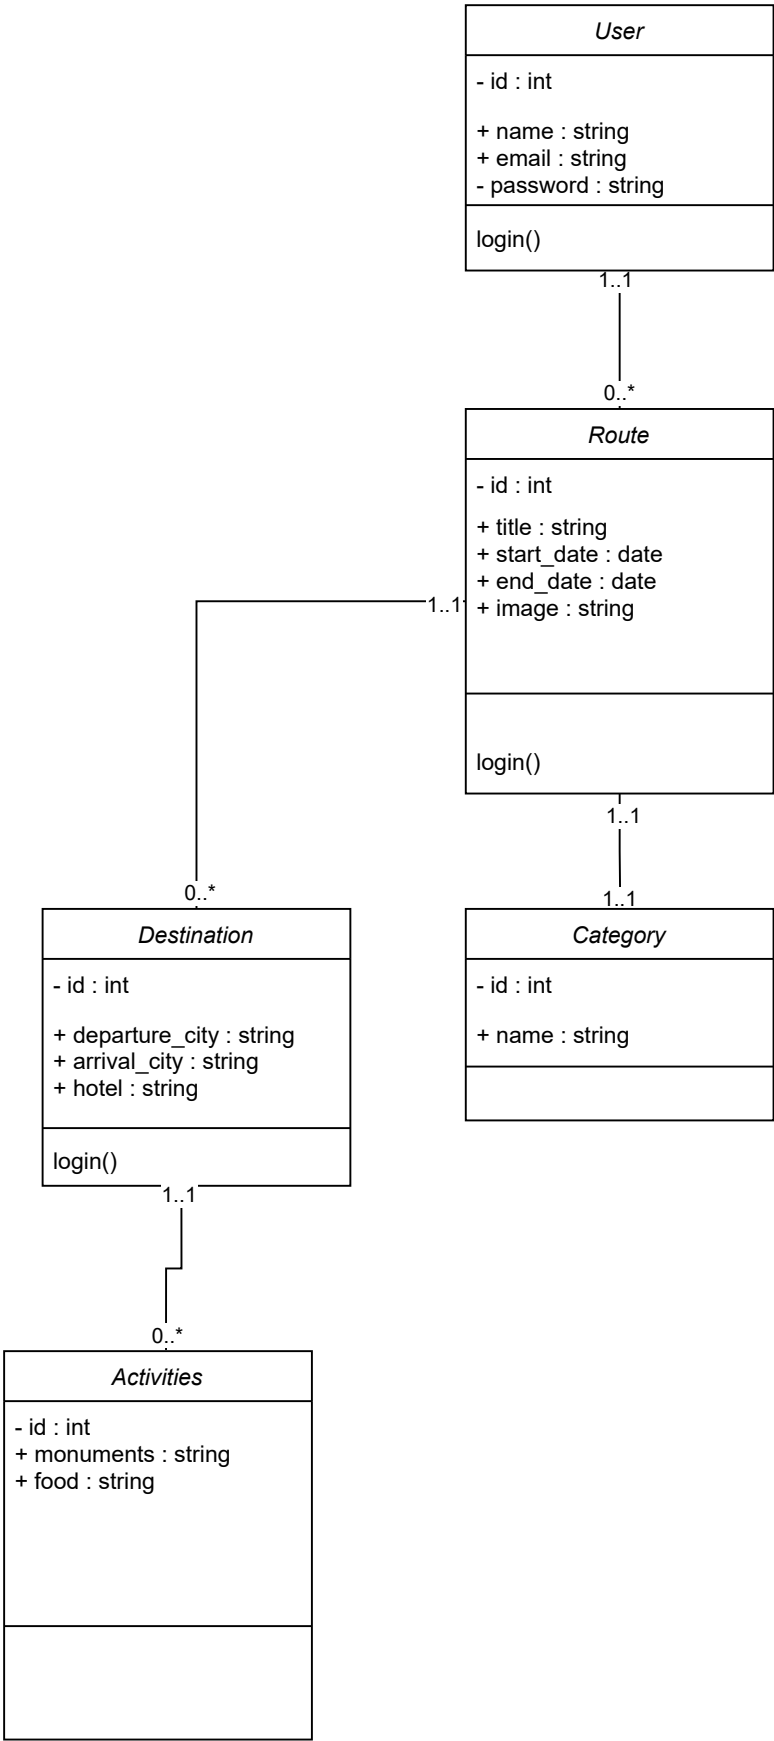 User
- id : int
+ name : string
+ email : string
- password : string
login()
1..1
0..*
Route
- id : int
+ title : string
+ start_date : date
+ end_date : date
+ image : string
1..1
login()
1..1
0..*
1..1
Destination
- id : int
+ departure_city : string
+ arrival_city : string
+ hotel : string
login()
1..1
Category
- id : int
+ name : string
0..*
Activities
- id : int
+ monuments : string
+ food : string